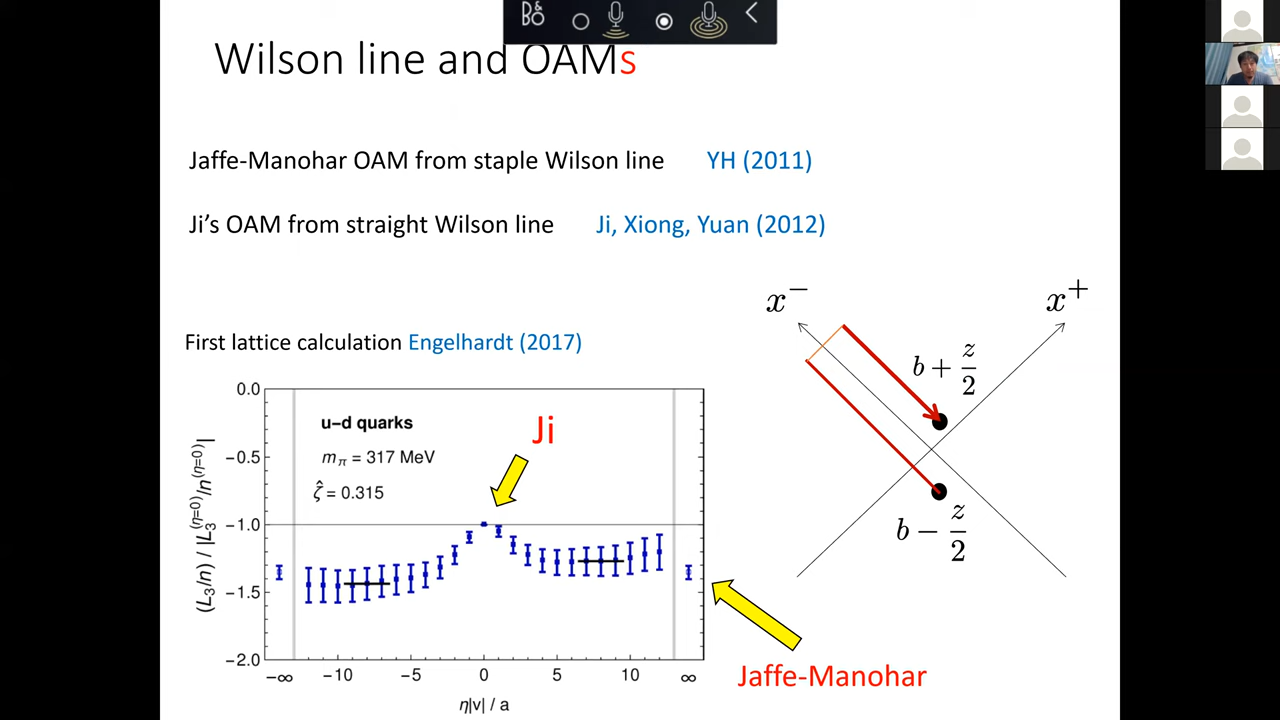 B&O
Wilson line and OAMs
Jaffe-Manohar OAM from staple Wilson line YH (2011)
Ji's OAM from straight Wilson line Ji, Xiong, Yuan (2012)
x⁻
x⁺
b + z/2
b − z/2
First lattice calculation Engelhardt (2017)
0.0
−0.5
−1.0
−1.5
−2.0
(L₃/n) / |L₃^(η=0)/n^(η=0)|
u−d quarks
mπ = 317 MeV
ζ̂ = 0.315
Ji
−∞ −10 −5 0 5 10 ∞
η|v| / a
Jaffe-Manohar